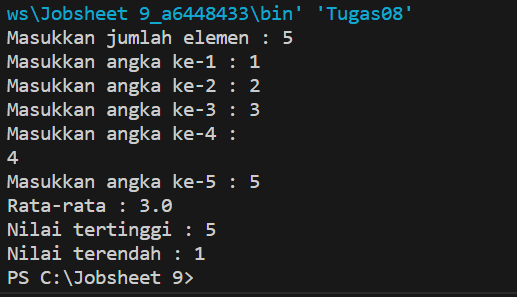 ws\Jobsheet 9_a6448433\bin' 'Tugas08'
Masukkan jumlah elemen : 5
Masukkan angka ke-1 : 1
Masukkan angka ke-2 : 2
Masukkan angka ke-3 : 3
Masukkan angka ke-4 :
4
Masukkan angka ke-5 : 5
Rata-rata : 3.0
Nilai tertinggi : 5
Nilai terendah : 1
PS C:\Jobsheet 9>